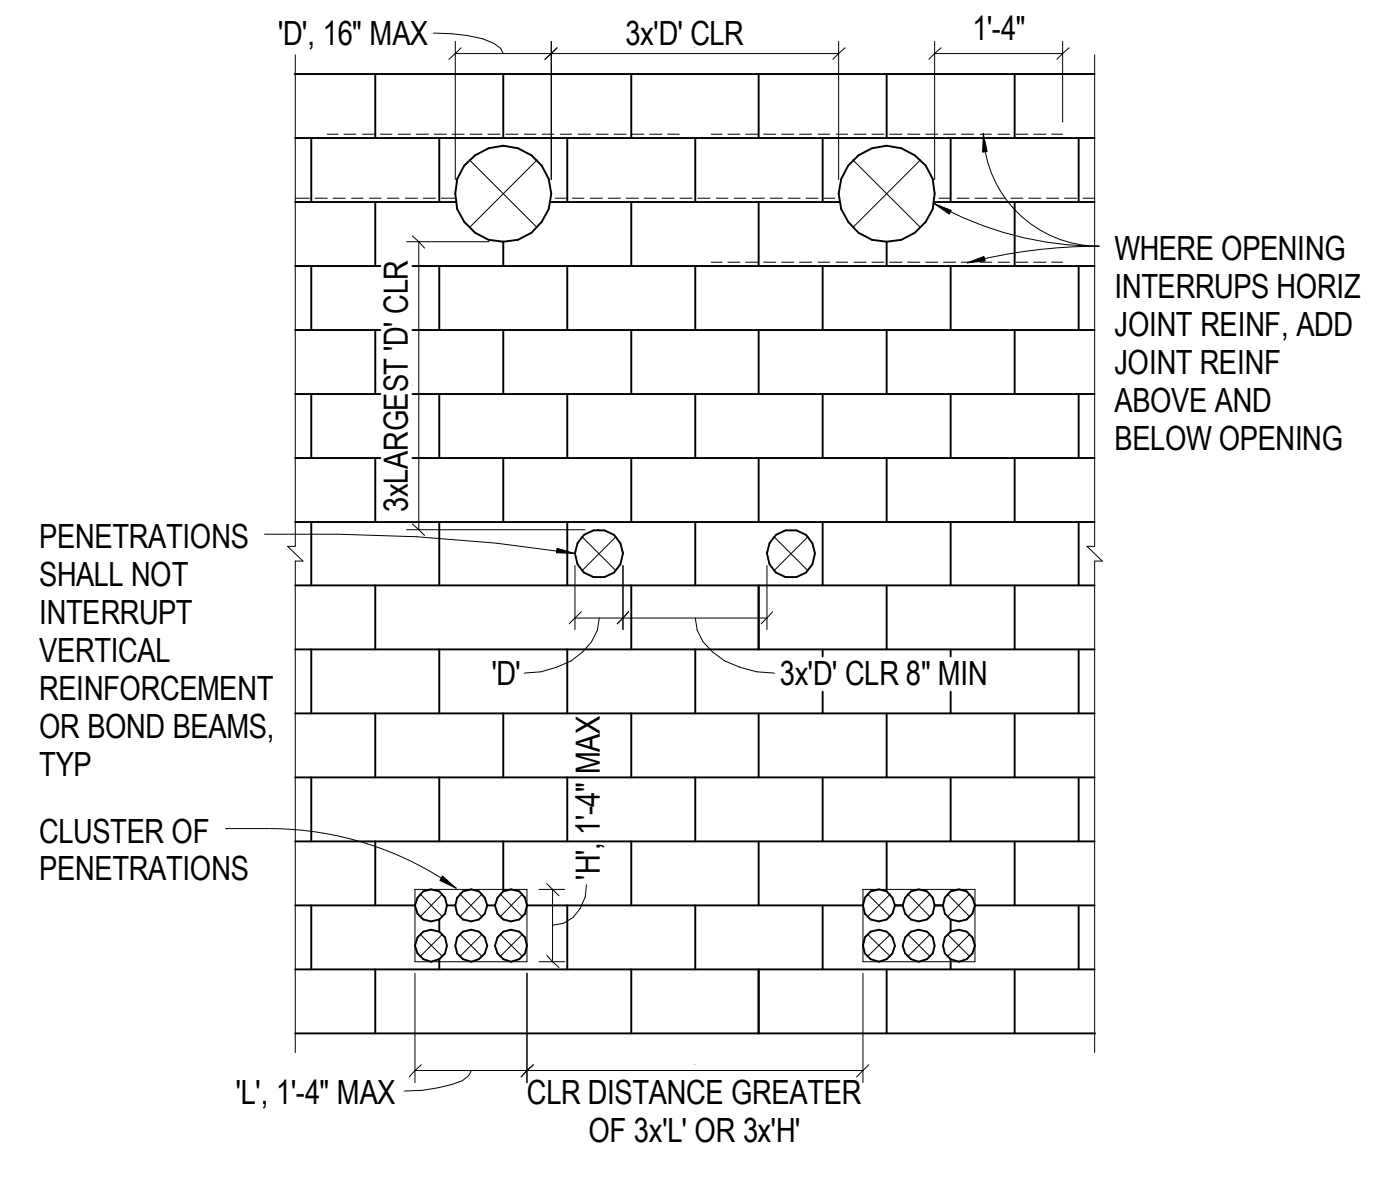 'D', 16" MAX
3x'D' CLR
1'-4"
WHERE OPENING
INTERRUPS HORIZ
JOINT REINF, ADD
JOINT REINF
ABOVE AND
BELOW OPENING
3xLARGEST 'D' CLR
PENETRATIONS
SHALL NOT
INTERRUPT
VERTICAL
REINFORCEMENT
OR BOND BEAMS,
TYP
'D'
3x'D' CLR 8" MIN
'H', 1'-4" MAX
CLUSTER OF
PENETRATIONS
'L', 1'-4" MAX
CLR DISTANCE GREATER
OF 3x'L' OR 3x'H'